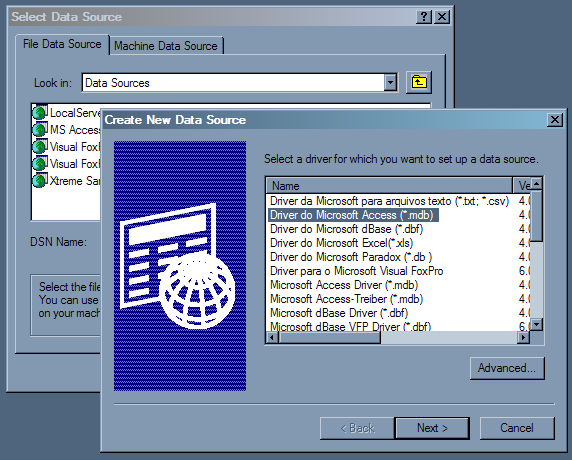 Select Data Source
File Data Source
Machine Data Source
Look in:
Data Sources
LocalServe
MS Access
Visual FoxP
Visual FoxP
Xtreme Sar
DSN Name:
Select the file
You can use
on your mach
Create New Data Source
Select a driver for which you want to set up a data source.
Name Ve
Driver da Microsoft para arquivos texto (*.txt; *.csv) 4.0
Driver do Microsoft Access (*.mdb) 4.0
Driver do Microsoft dBase (*.dbf) 4.0
Driver do Microsoft Excel(*.xls) 4.0
Driver do Microsoft Paradox (*.db ) 4.0
Driver para o Microsoft Visual FoxPro 6.0
Microsoft Access Driver (*.mdb) 4.0
Microsoft Access-Treiber (*.mdb) 4.0
Microsoft dBase Driver (*.dbf) 4.0
Microsoft dBase VFP Driver (*.dbf) 6.0
Advanced...
< Back
Next >
Cancel